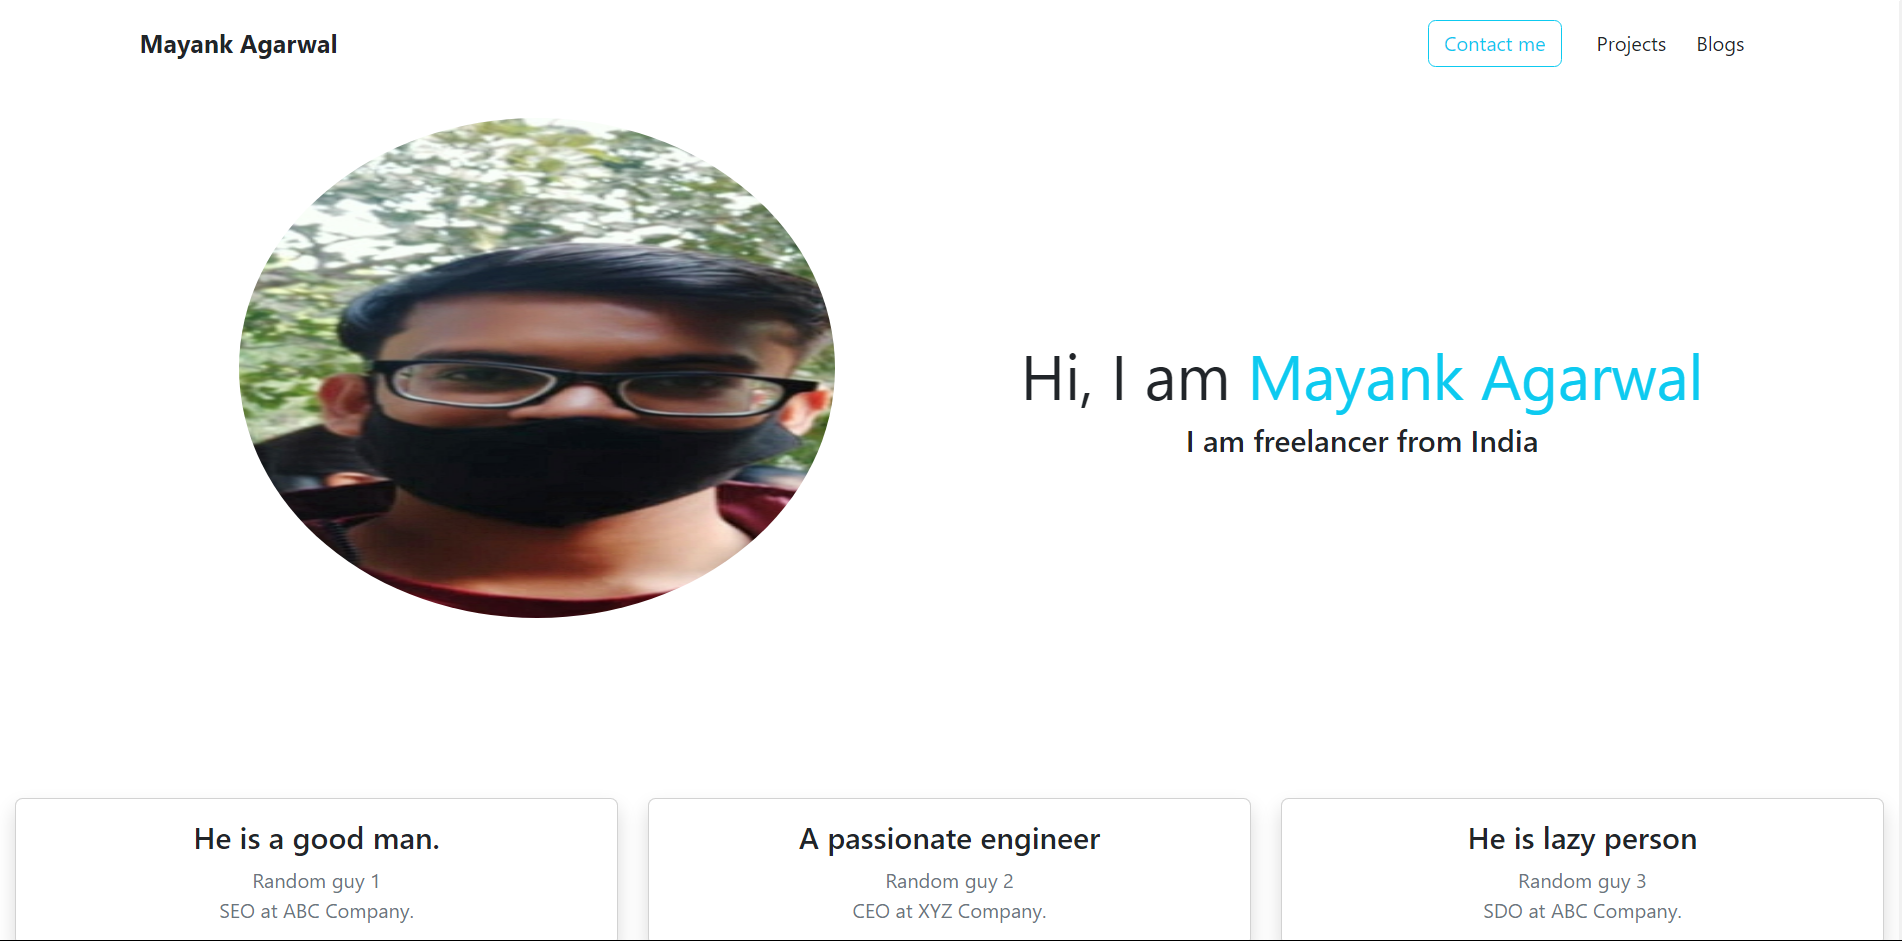 Mayank Agarwal
Contact me
Projects
Blogs
Hi, I am Mayank Agarwal
I am freelancer from India
He is a good man.
Random guy 1
SEO at ABC Company.
A passionate engineer
Random guy 2
CEO at XYZ Company.
He is lazy person
Random guy 3
SDO at ABC Company.